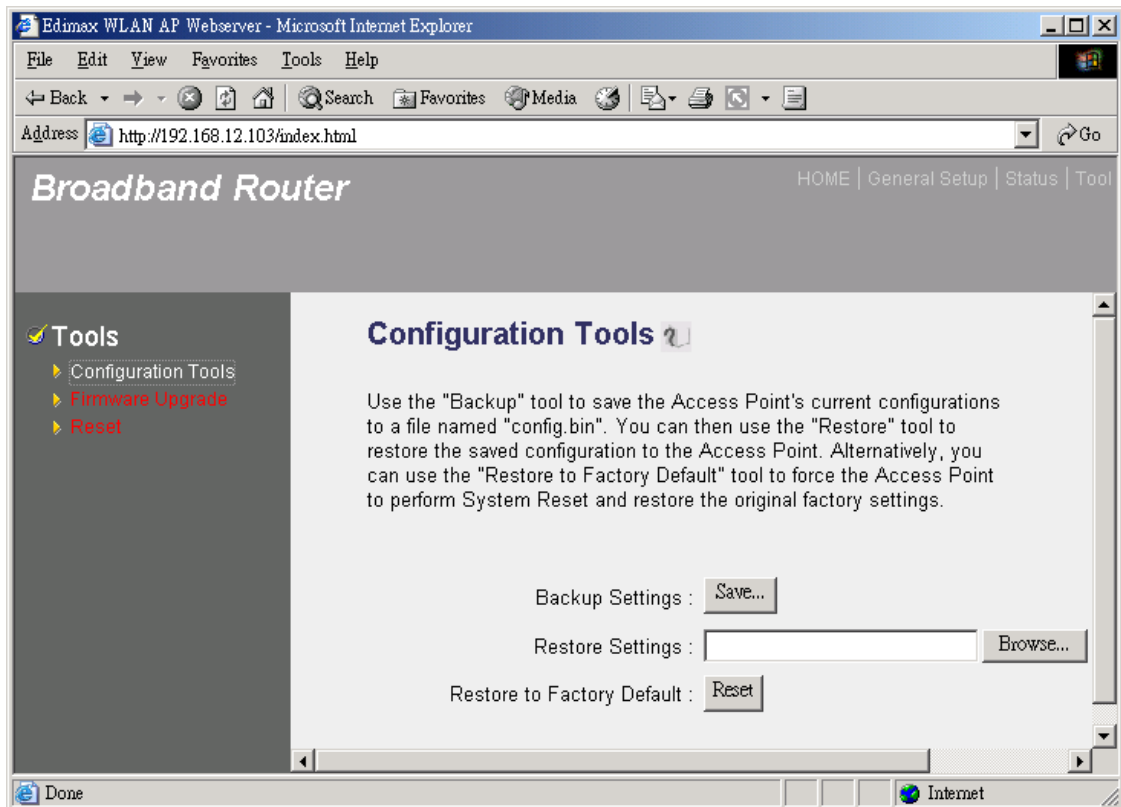 Edimax WLAN AP Webserver - Microsoft Internet Explorer
File Edit View Favorites Tools Help
Back Search Favorites Media
Address http://192.168.12.103/index.html Go
Broadband Router
HOME | General Setup | Status | Tool
Tools
Configuration Tools
Firmware Upgrade
Reset
Configuration Tools
Use the "Backup" tool to save the Access Point's current configurations
to a file named "config.bin". You can then use the "Restore" tool to
restore the saved configuration to the Access Point. Alternatively, you
can use the "Restore to Factory Default" tool to force the Access Point
to perform System Reset and restore the original factory settings.
Backup Settings : Save...
Restore Settings : Browse...
Restore to Factory Default : Reset
Done Internet